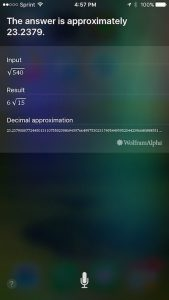 Sprint 4:57 PM 100%
The answer is approximately
23.2379.
Input
√540
Result
6 √15
Decimal approximation
WolframAlpha
?